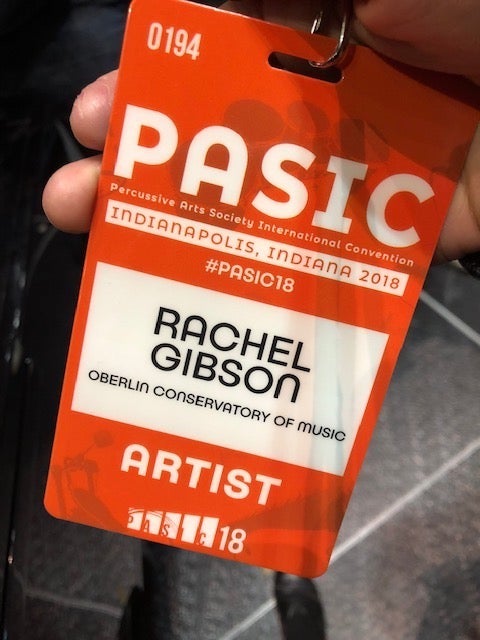 0194
PASIC
Percussive Arts Society International Convention
INDIANAPOLIS, INDIANA 2018
#PASIC18
RACHEL
GIBSON
OBERLIN CONSERVATORY OF MUSIC
ARTIST
PASIC18